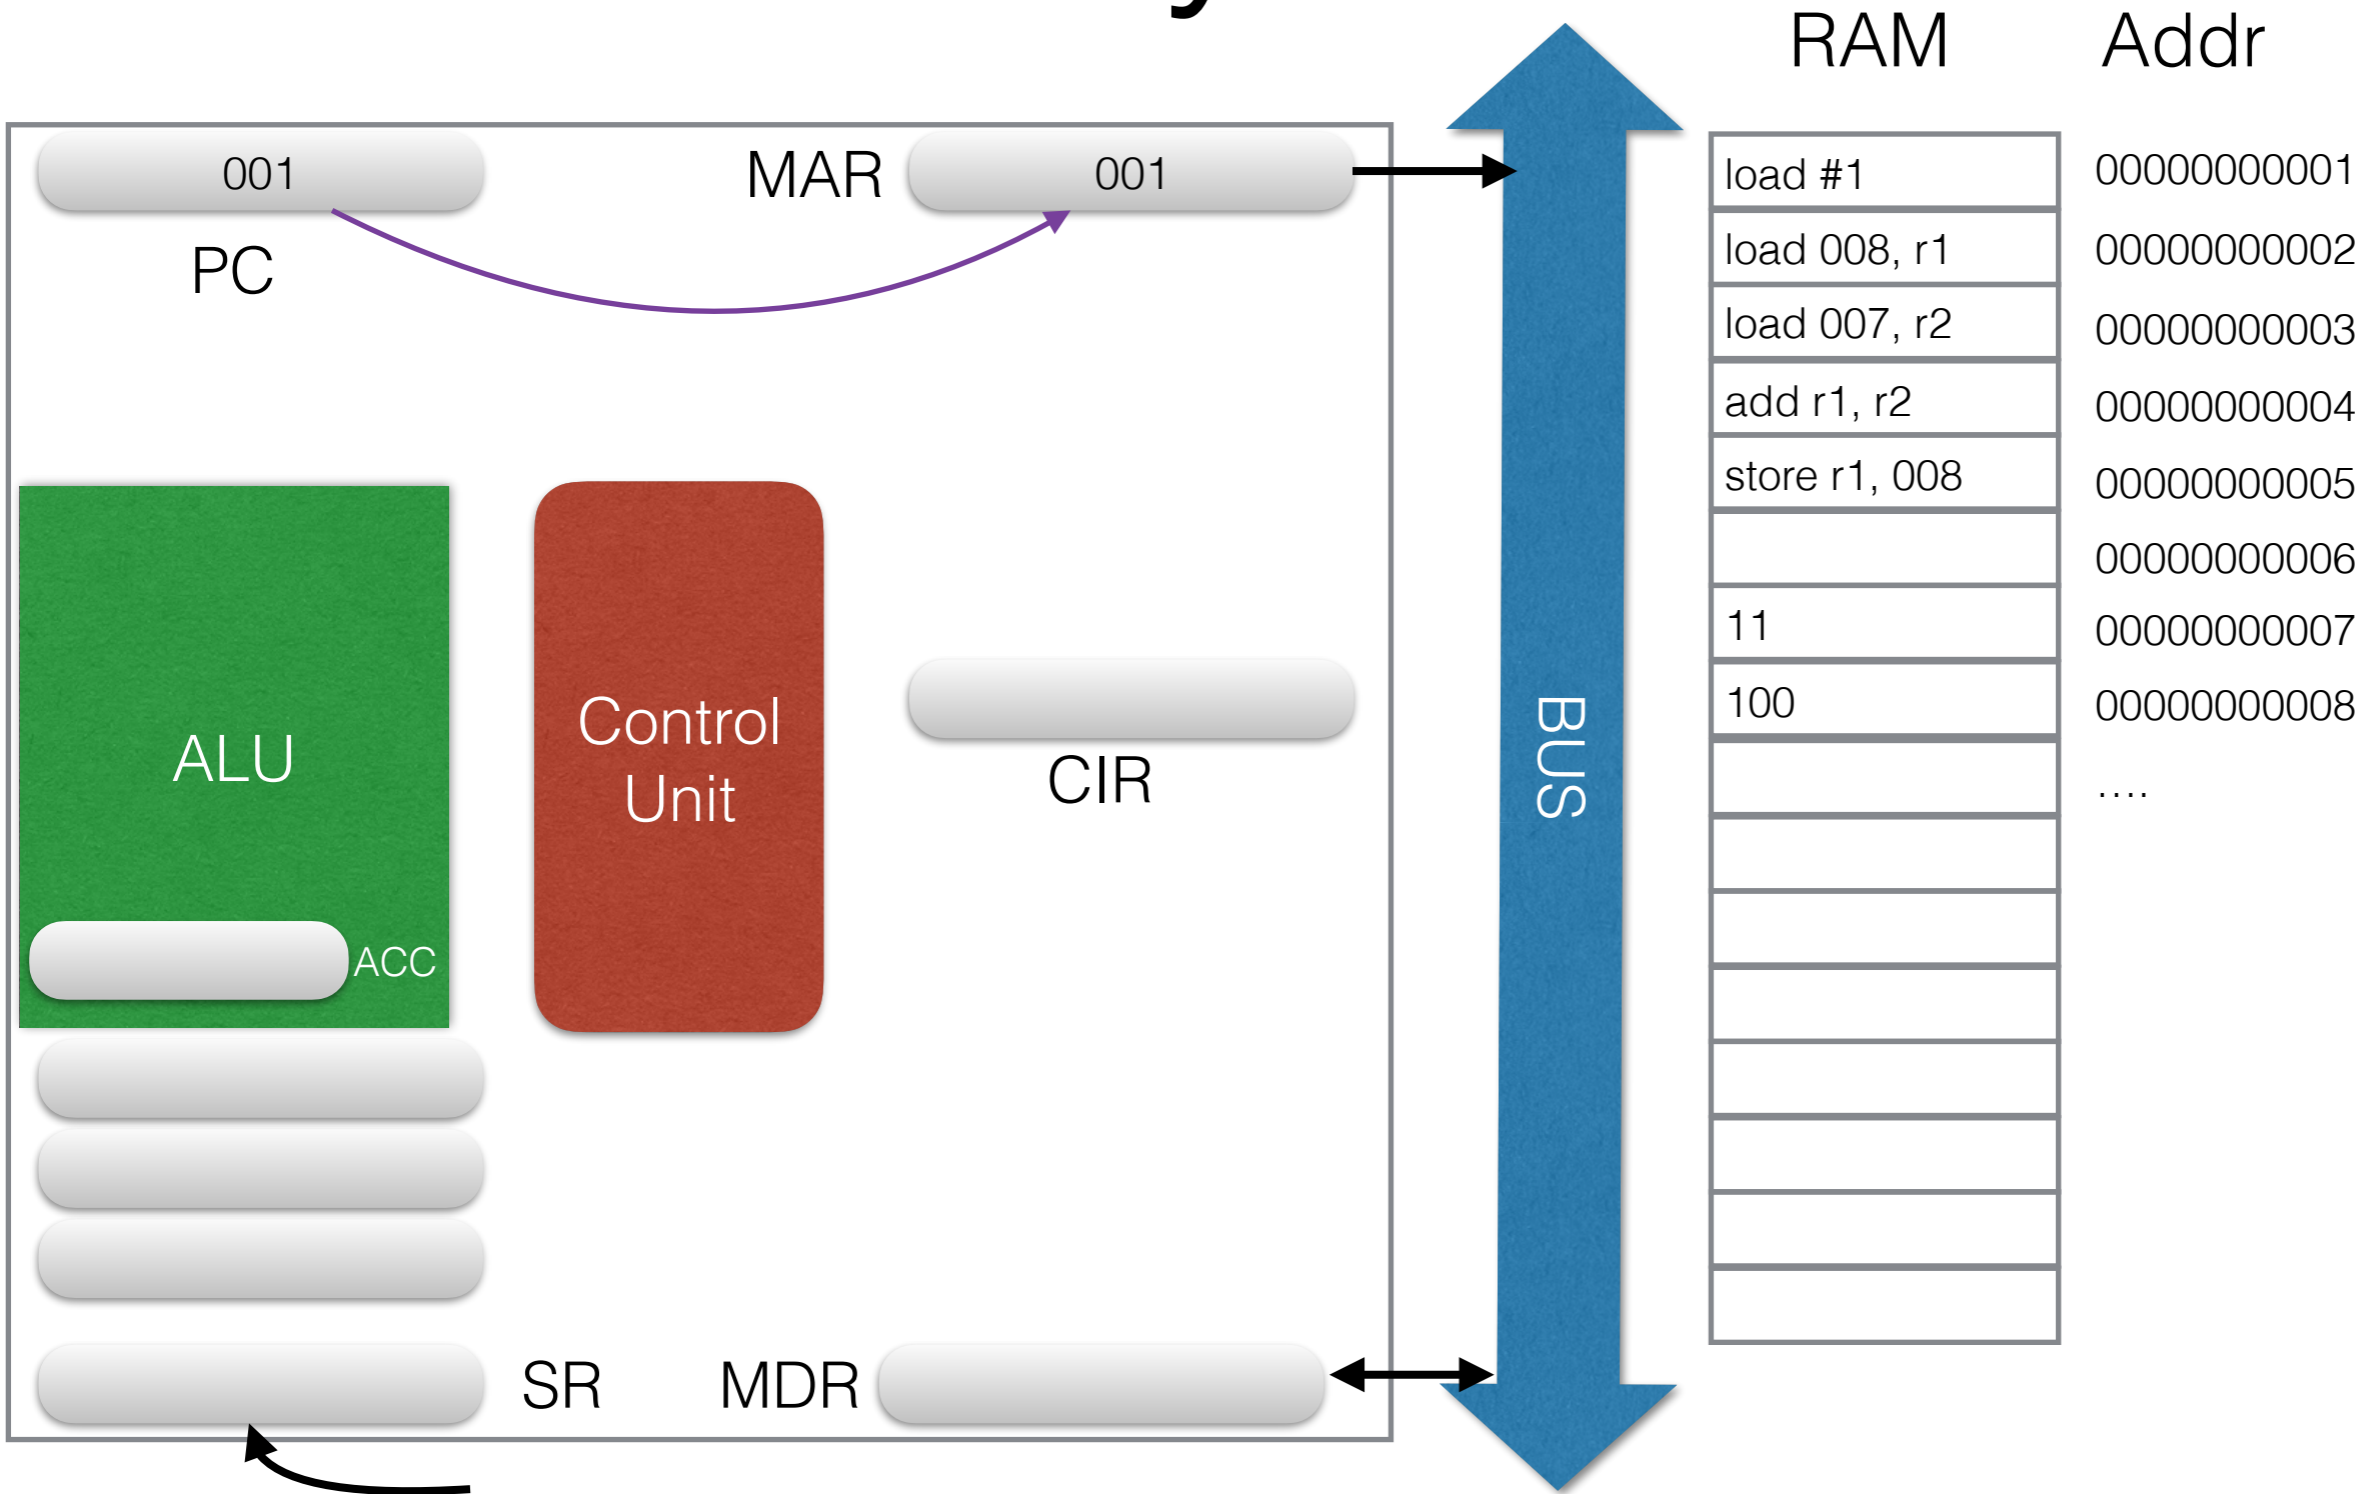 RAM Addr
001
MAR
001
PC
load #1 00000000001
load 008, r1 00000000002
load 007, r2 00000000003
add r1, r2 00000000004
store r1, 008 00000000005
00000000006
11 00000000007
100 00000000008
....
ALU
Control
Unit
CIR
BUS
ACC
SR
MDR